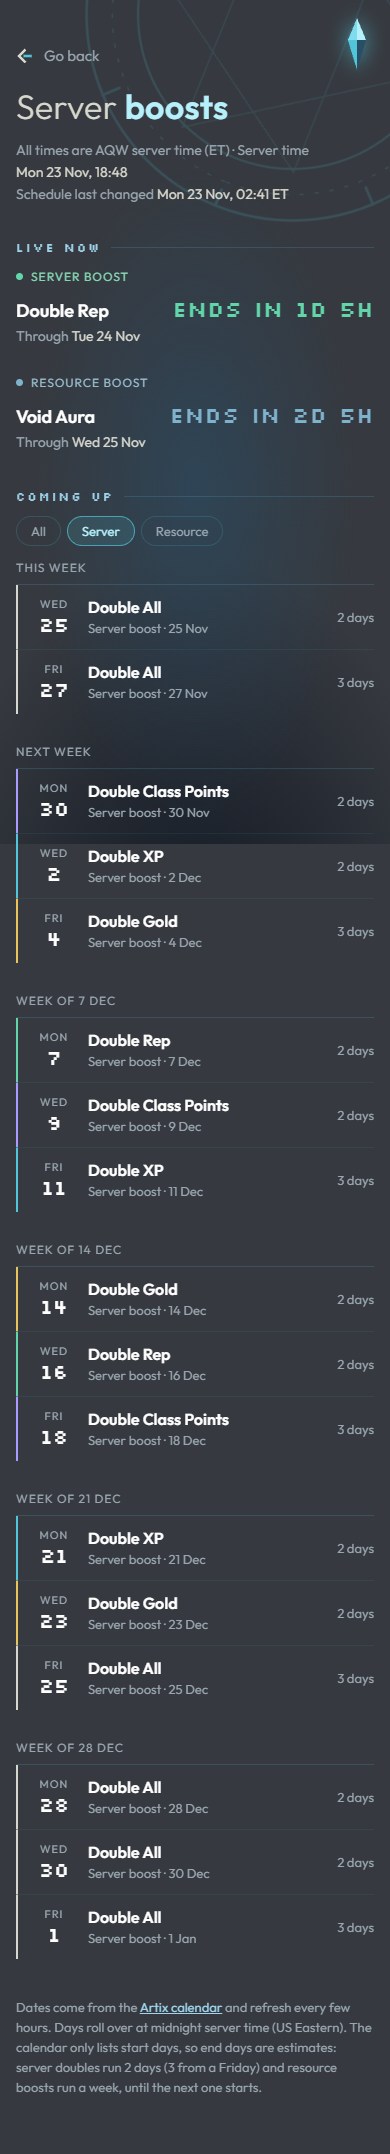 Go back
Server boosts
All times are AQW server time (ET) · Server time
Mon 23 Nov, 18:48
Schedule last changed Mon 23 Nov, 02:41 ET
LIVE NOW
SERVER BOOST
Double Rep ENDS IN 1D 5H
Through Tue 24 Nov
RESOURCE BOOST
Void Aura ENDS IN 2D 5H
Through Wed 25 Nov
COMING UP
All Server Resource
THIS WEEK
WED Double All
25 Server boost · 25 Nov 2 days
FRI Double All
27 Server boost · 27 Nov 3 days
NEXT WEEK
MON Double Class Points
30 Server boost · 30 Nov 2 days
WED Double XP
2 Server boost · 2 Dec 2 days
FRI Double Gold
4 Server boost · 4 Dec 3 days
WEEK OF 7 DEC
MON Double Rep
7 Server boost · 7 Dec 2 days
WED Double Class Points
9 Server boost · 9 Dec 2 days
FRI Double XP
11 Server boost · 11 Dec 3 days
WEEK OF 14 DEC
MON Double Gold
14 Server boost · 14 Dec 2 days
WED Double Rep
16 Server boost · 16 Dec 2 days
FRI Double Class Points
18 Server boost · 18 Dec 3 days
WEEK OF 21 DEC
MON Double XP
21 Server boost · 21 Dec 2 days
WED Double Gold
23 Server boost · 23 Dec 2 days
FRI Double All
25 Server boost · 25 Dec 3 days
WEEK OF 28 DEC
MON Double All
28 Server boost · 28 Dec 2 days
WED Double All
30 Server boost · 30 Dec 2 days
FRI Double All
1 Server boost · 1 Jan 3 days
Dates come from the Artix calendar and refresh every few
hours. Days roll over at midnight server time (US Eastern). The
calendar only lists start days, so end days are estimates:
server doubles run 2 days (3 from a Friday) and resource
boosts run a week, until the next one starts.